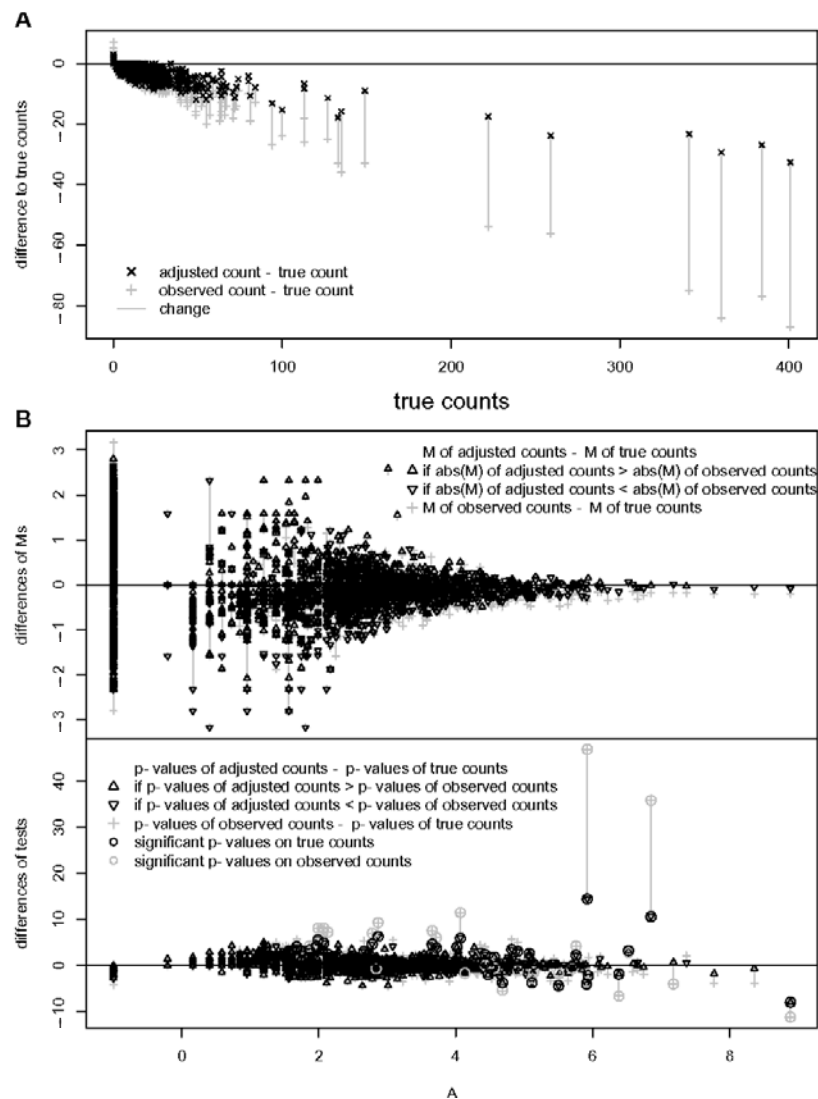 A
0
−20
−40
−60
−80
difference to true counts
adjusted count - true count
observed count - true count
change
0
100
200
300
400
true counts
B
3
2
1
0
−1
−2
−3
differences of Ms
M of adjusted counts - M of true counts
if abs(M) of adjusted counts > abs(M) of observed counts
if abs(M) of adjusted counts < abs(M) of observed counts
M of observed counts - M of true counts
40
30
20
10
0
−10
differences of tests
p- values of adjusted counts - p- values of true counts
if p- values of adjusted counts > p- values of observed counts
if p- values of adjusted counts < p- values of observed counts
p- values of observed counts - p- values of true counts
significant p- values on true counts
significant p- values on observed counts
0
2
4
6
8
A